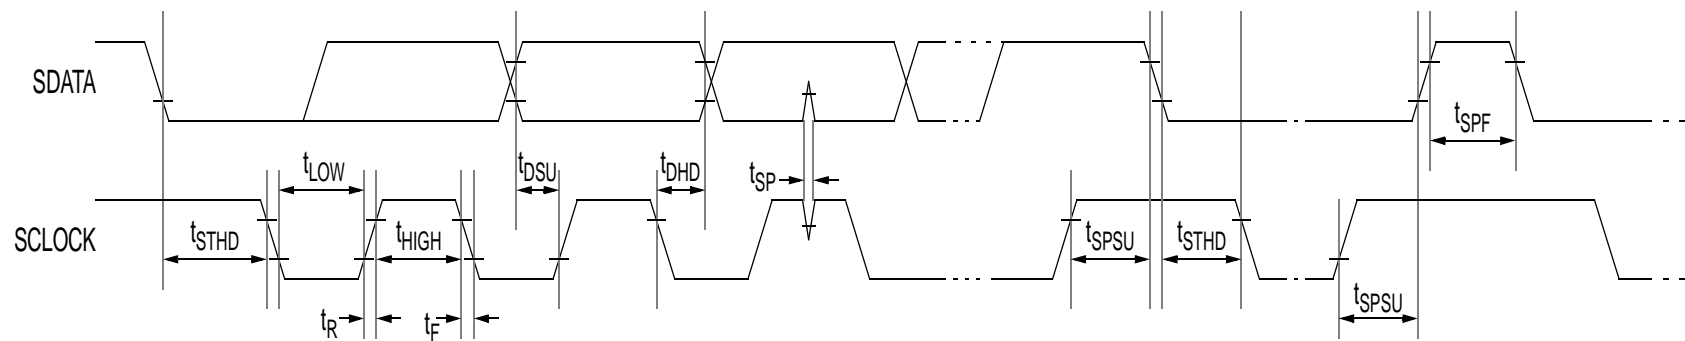 SDATA
tSPF
tLOW
tDSU
tDHD
tSP
SCLOCK
tSTHD
tHIGH
tSPSU
tSTHD
tSPSU
tR
tF